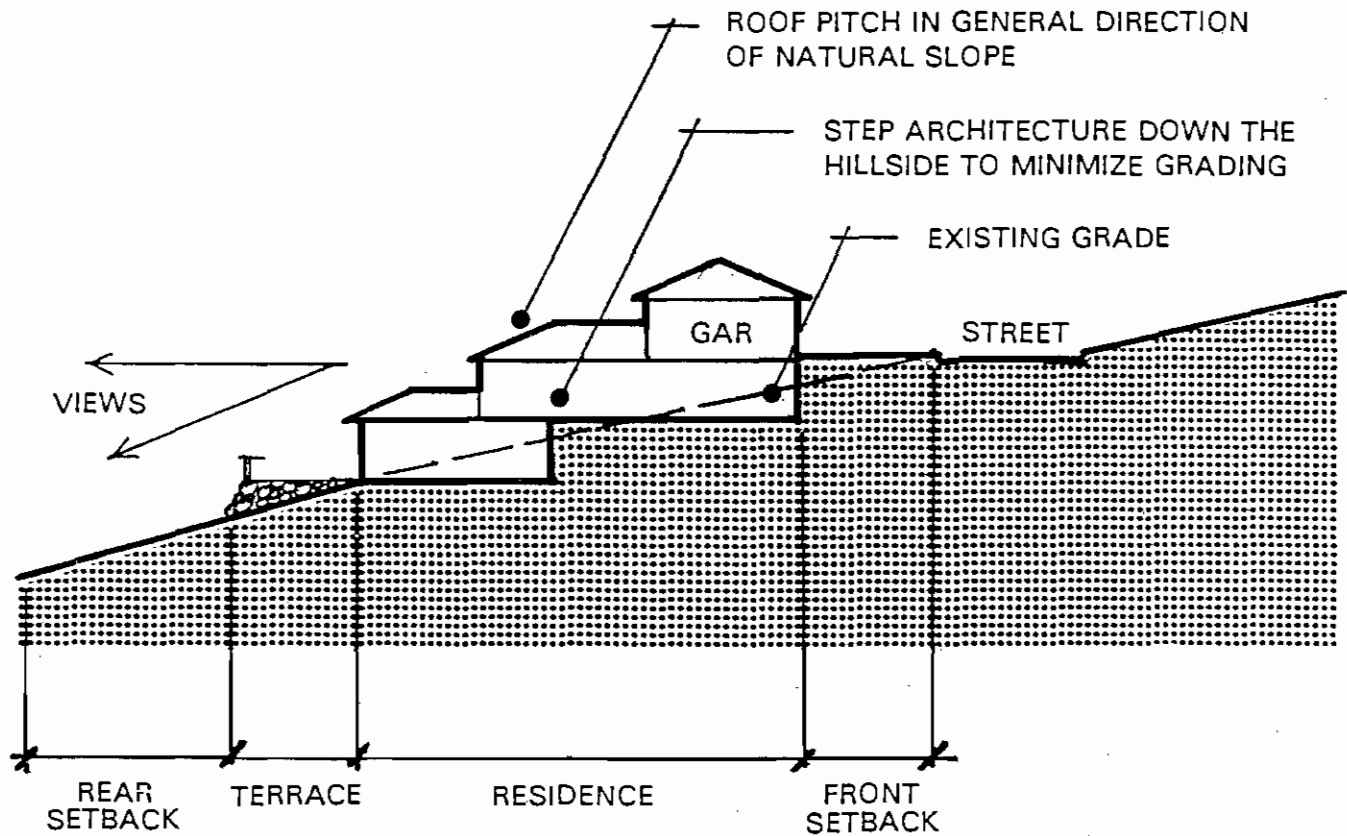 ROOF PITCH IN GENERAL DIRECTION
OF NATURAL SLOPE
STEP ARCHITECTURE DOWN THE
HILLSIDE TO MINIMIZE GRADING
EXISTING GRADE
GAR
STREET
VIEWS
REAR
SETBACK
TERRACE
RESIDENCE
FRONT
SETBACK